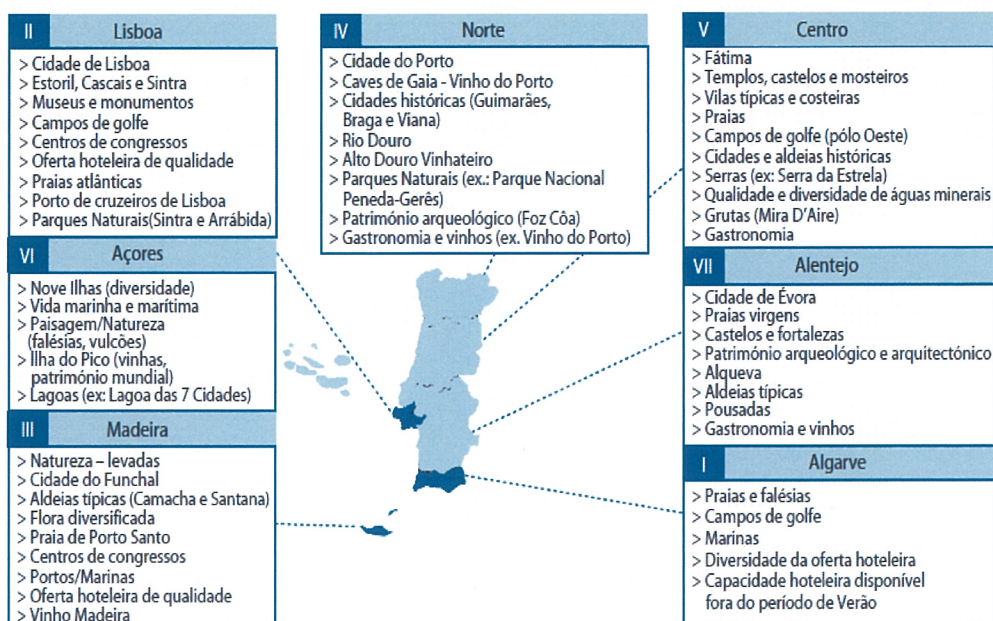 II Lisboa
> Cidade de Lisboa
> Estoril, Cascais e Sintra
> Museus e monumentos
> Campos de golfe
> Centros de congressos
> Oferta hoteleira de qualidade
> Praias atlânticas
> Porto de cruzeiros de Lisboa
> Parques Naturais(Sintra e Arrábida)
VI Açores
> Nove Ilhas (diversidade)
> Vida marinha e marítima
> Paisagem/Natureza
(falésías, vulcões)
> Ilha do Pico (vinhas,
património mundial)
> Lagoas (ex: Lagoa das 7 Cidades)
III Madeira
> Natureza – levadas
> Cidade do Funchal
> Aldeias típicas (Camacha e Santana)
> Flora diversificada
> Praia de Porto Santo
> Centros de congressos
> Portos/Marinas
> Oferta hoteleira de qualidade
> Vinho Madeira
IV Norte
> Cidade do Porto
> Caves de Gaia - Vinho do Porto
> Cidades históricas (Guimarães,
Braga e Viana)
> Rio Douro
> Alto Douro Vinhateiro
> Parques Naturais (ex.: Parque Nacional
Peneda-Gerês)
> Património arqueológico (Foz Côa)
> Gastronomia e vinhos (ex. Vinho do Porto)
V Centro
> Fátima
> Templos, castelos e mosteiros
> Vilas típicas e costeiras
> Praias
> Campos de golfe (pólo Oeste)
> Cidades e aldeias históricas
> Serras (ex: Serra da Estrela)
> Qualidade e diversidade de águas minerais
> Grutas (Mira D'Aire)
> Gastronomia
VII Alentejo
> Cidade de Évora
> Praias virgens
> Castelos e fortalezas
> Património arqueológico e arquitectónico
> Alqueva
> Aldeias típicas
> Pousadas
> Gastronomia e vinhos
I Algarve
> Praias e falésias
> Campos de golfe
> Marinas
> Diversidade da oferta hoteleira
> Capacidade hoteleira disponível
fora do período de Verão